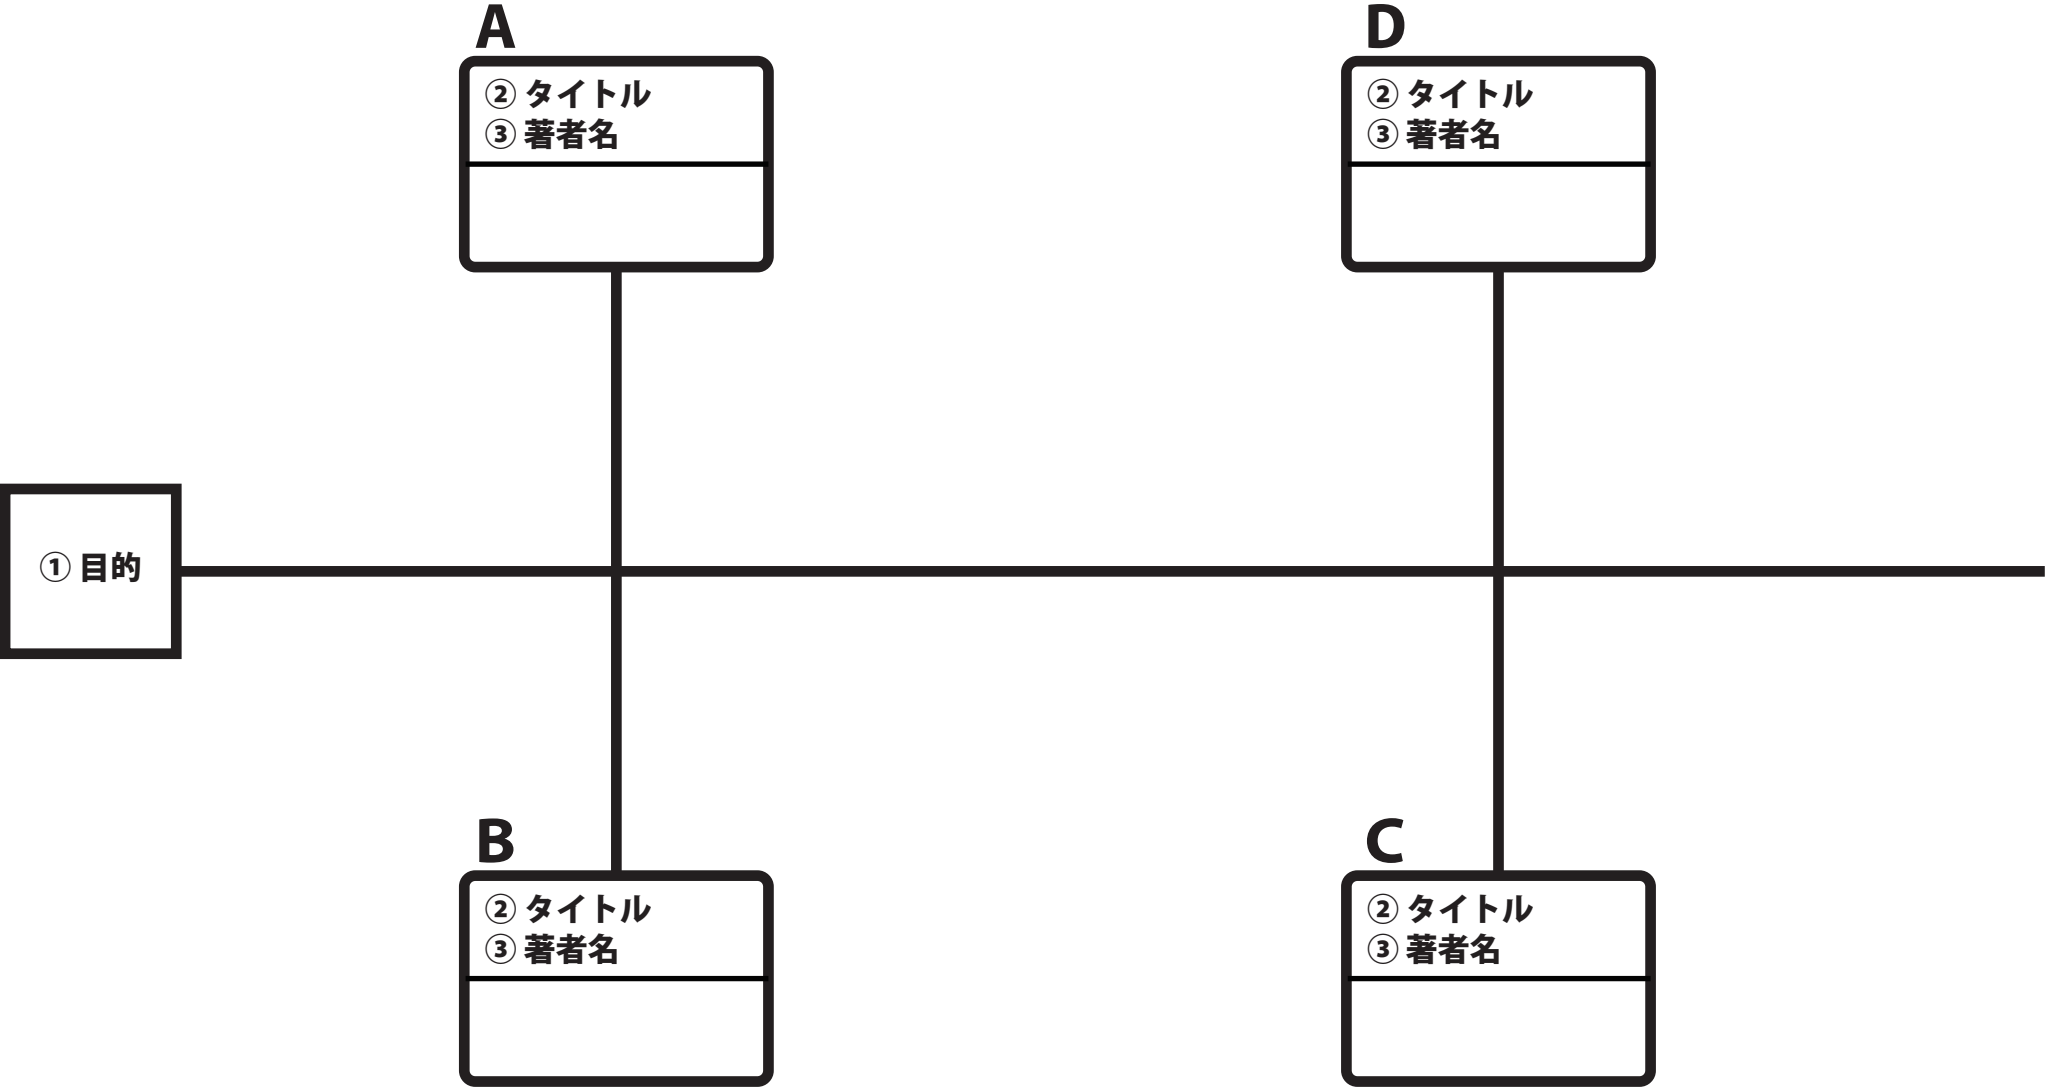 A
② タイトル
③ 著者名
D
② タイトル
③ 著者名
① 目的
B
② タイトル
③ 著者名
C
② タイトル
③ 著者名